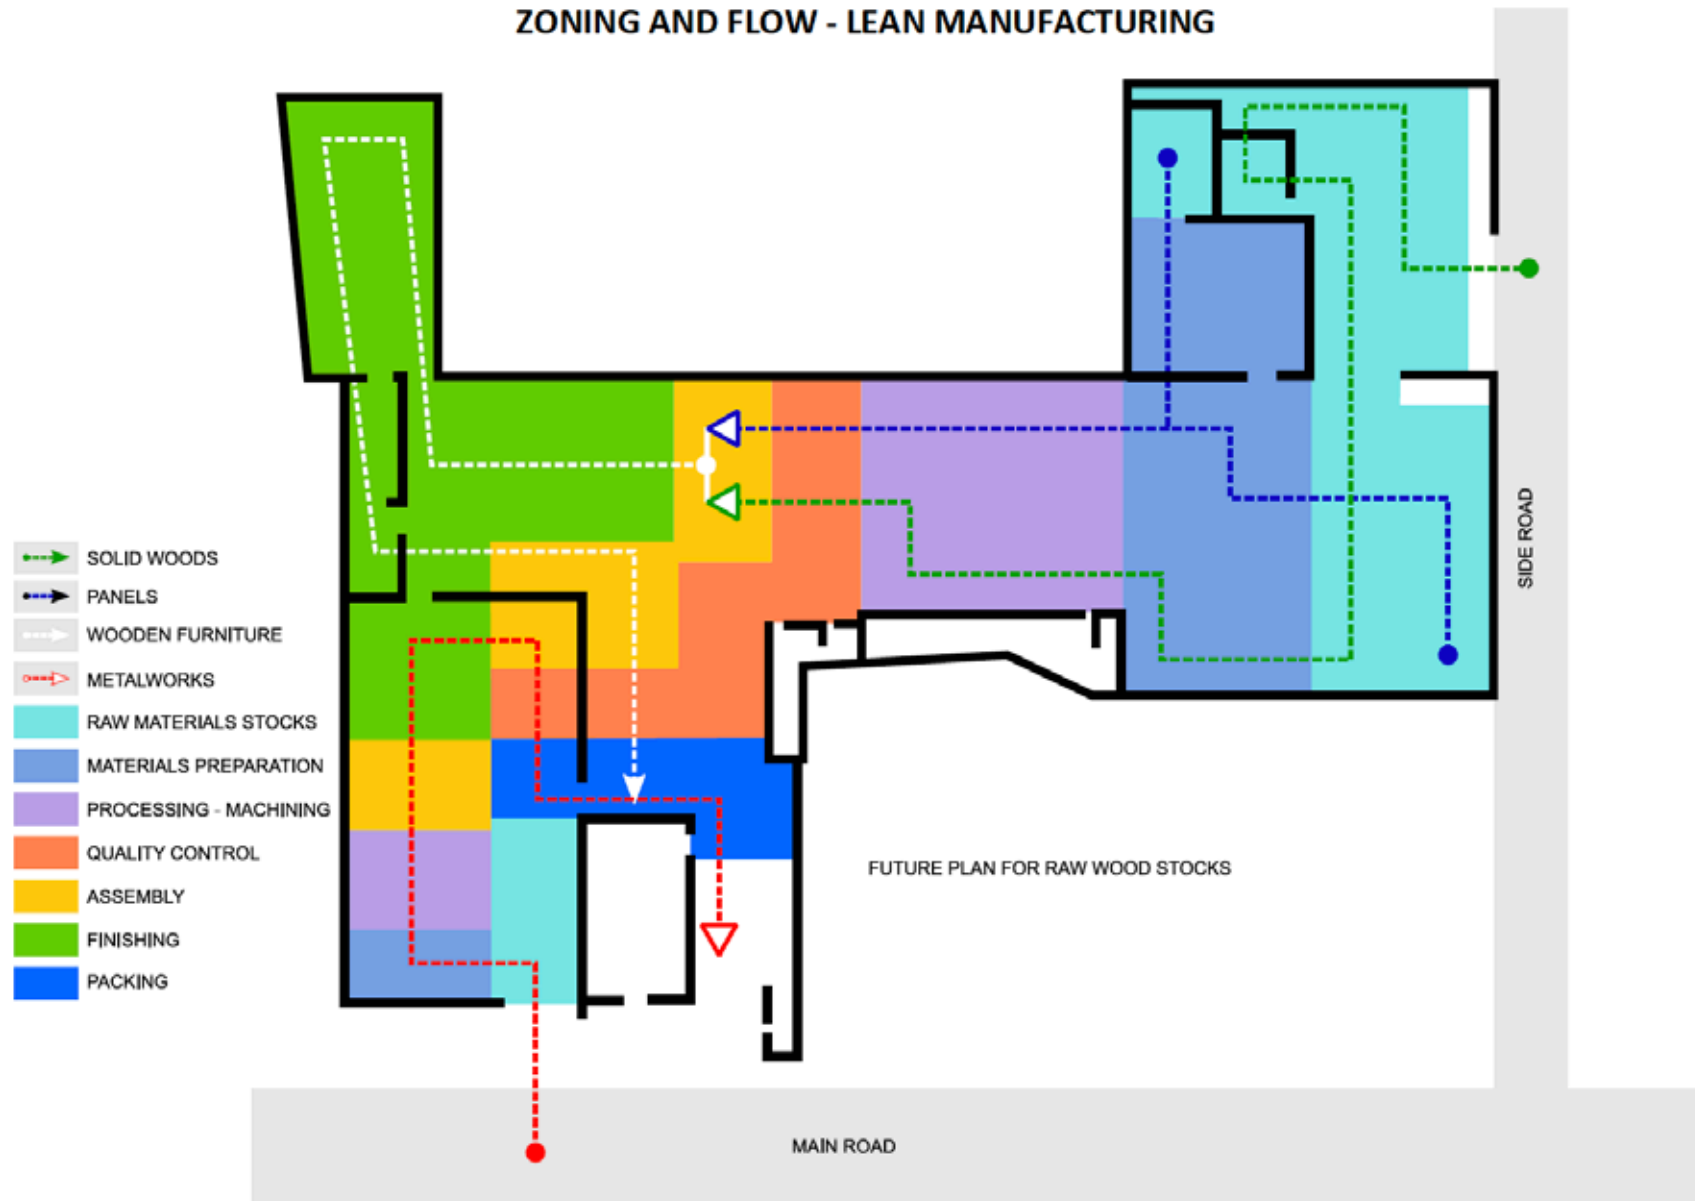 ZONING AND FLOW - LEAN MANUFACTURING
SIDE ROAD
SOLID WOODS
PANELS
WOODEN FURNITURE
METALWORKS
RAW MATERIALS STOCKS
MATERIALS PREPARATION
PROCESSING - MACHINING
QUALITY CONTROL
ASSEMBLY
FINISHING
PACKING
FUTURE PLAN FOR RAW WOOD STOCKS
MAIN ROAD